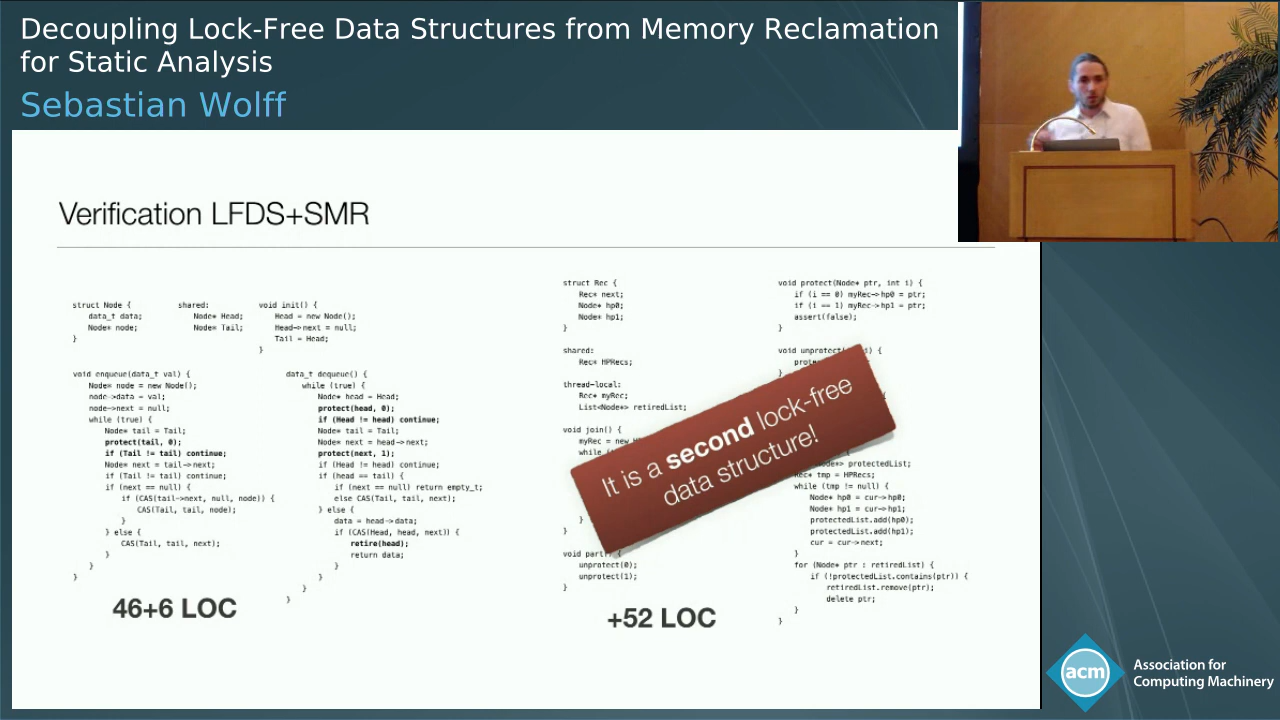 Decoupling Lock-Free Data Structures from Memory Reclamation
for Static Analysis
Sebastian Wolff
Verification LFDS+SMR
struct Node {
data_t data;
Node* node;
}
shared:
Node* Head;
Node* Tail;
void init() {
Head = new Node();
Head->next = null;
Tail = Head;
}
void enqueue(data_t val) {
Node* node = new Node();
node->data = val;
node->next = null;
while (true) {
Node* tail = Tail;
protect(tail, 0);
if (Tail != tail) continue;
Node* next = tail->next;
if (Tail != tail) continue;
if (next == null) {
if (CAS(tail->next, null, node)) {
CAS(Tail, tail, node);
}
} else {
CAS(Tail, tail, next);
}
}
}
46+6 LOC
data_t dequeue() {
while (true) {
Node* head = Head;
protect(head, 0);
if (Head != head) continue;
Node* tail = Tail;
Node* next = head->next;
protect(next, 1);
if (Head != head) continue;
if (head == tail) {
if (next == null) return empty_t;
else CAS(Tail, tail, next);
} else {
data = head->data;
if (CAS(Head, head, next)) {
retire(head);
return data;
}
}
}
}
struct Rec {
Rec* next;
Node* hp0;
Node* hp1;
}
shared:
Rec* HPRecs;
thread-local:
Rec* myRec;
List<Node*> retiredList;
void join() {
myRec = new
while
}
}
void part
unprotect(0);
unprotect(1);
}
+52 LOC
void protect(Node* ptr, int i) {
if (i == 0) myRec->hp0 = ptr;
if (i == 1) myRec->hp1 = ptr;
assert(false);
}
void unprotect i) {
{
protectedList;
Rec* tmp = HPRecs;
while (tmp != null) {
Node* hp0 = cur->hp0;
Node* hp1 = cur->hp1;
protectedList.add(hp0);
protectedList.add(hp1);
cur = cur->next;
}
for (Node* ptr : retiredList) {
if (!protectedList.contains(ptr)) {
retiredList.remove(ptr);
delete ptr;
}
}
It is a second lock-free
data structure!
acm
Association for
Computing Machinery